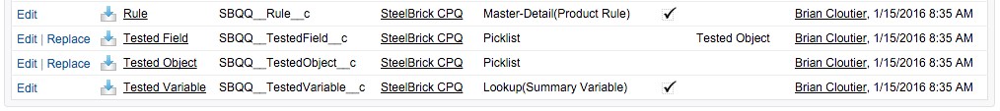 Edit Rule SBQQ__Rule__c SteelBrick CPQ Master-Detail(Product Rule) ✓ Brian Cloutier, 1/15/2016 8:35 AM
Edit | Replace Tested Field SBQQ__TestedField__c SteelBrick CPQ Picklist Tested Object Brian Cloutier, 1/15/2016 8:35 AM
Edit | Replace Tested Object SBQQ__TestedObject__c SteelBrick CPQ Picklist Brian Cloutier, 1/15/2016 8:35 AM
Edit Tested Variable SBQQ__TestedVariable__c SteelBrick CPQ Lookup(Summary Variable) ✓ Brian Cloutier, 1/15/2016 8:35 AM